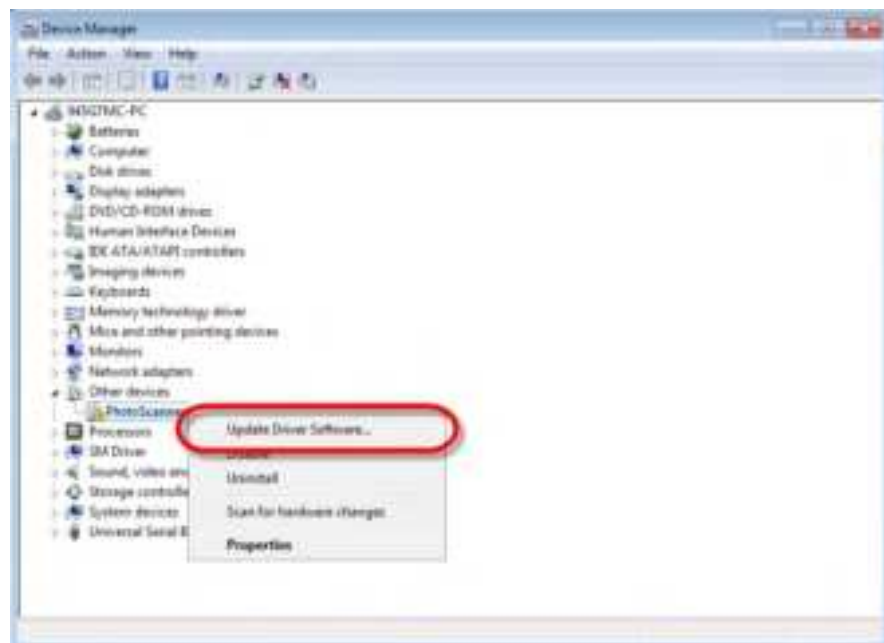 Device Manager
File Action View Help
Batteries
Computer
Disk drives
Display adapters
DVD/CD-ROM drives
Human Interface Devices
IDE ATA/ATAPI controllers
Imaging devices
Keyboards
Memory technology driver
Mice and other pointing devices
Monitors
Network adapters
Other devices
PhotoScanner
Update Driver Software...
Processors
Disable
SM Driver
Sound, video
Uninstall
Storage
System devices
Scan for hardware changes
Universal Serial
Properties